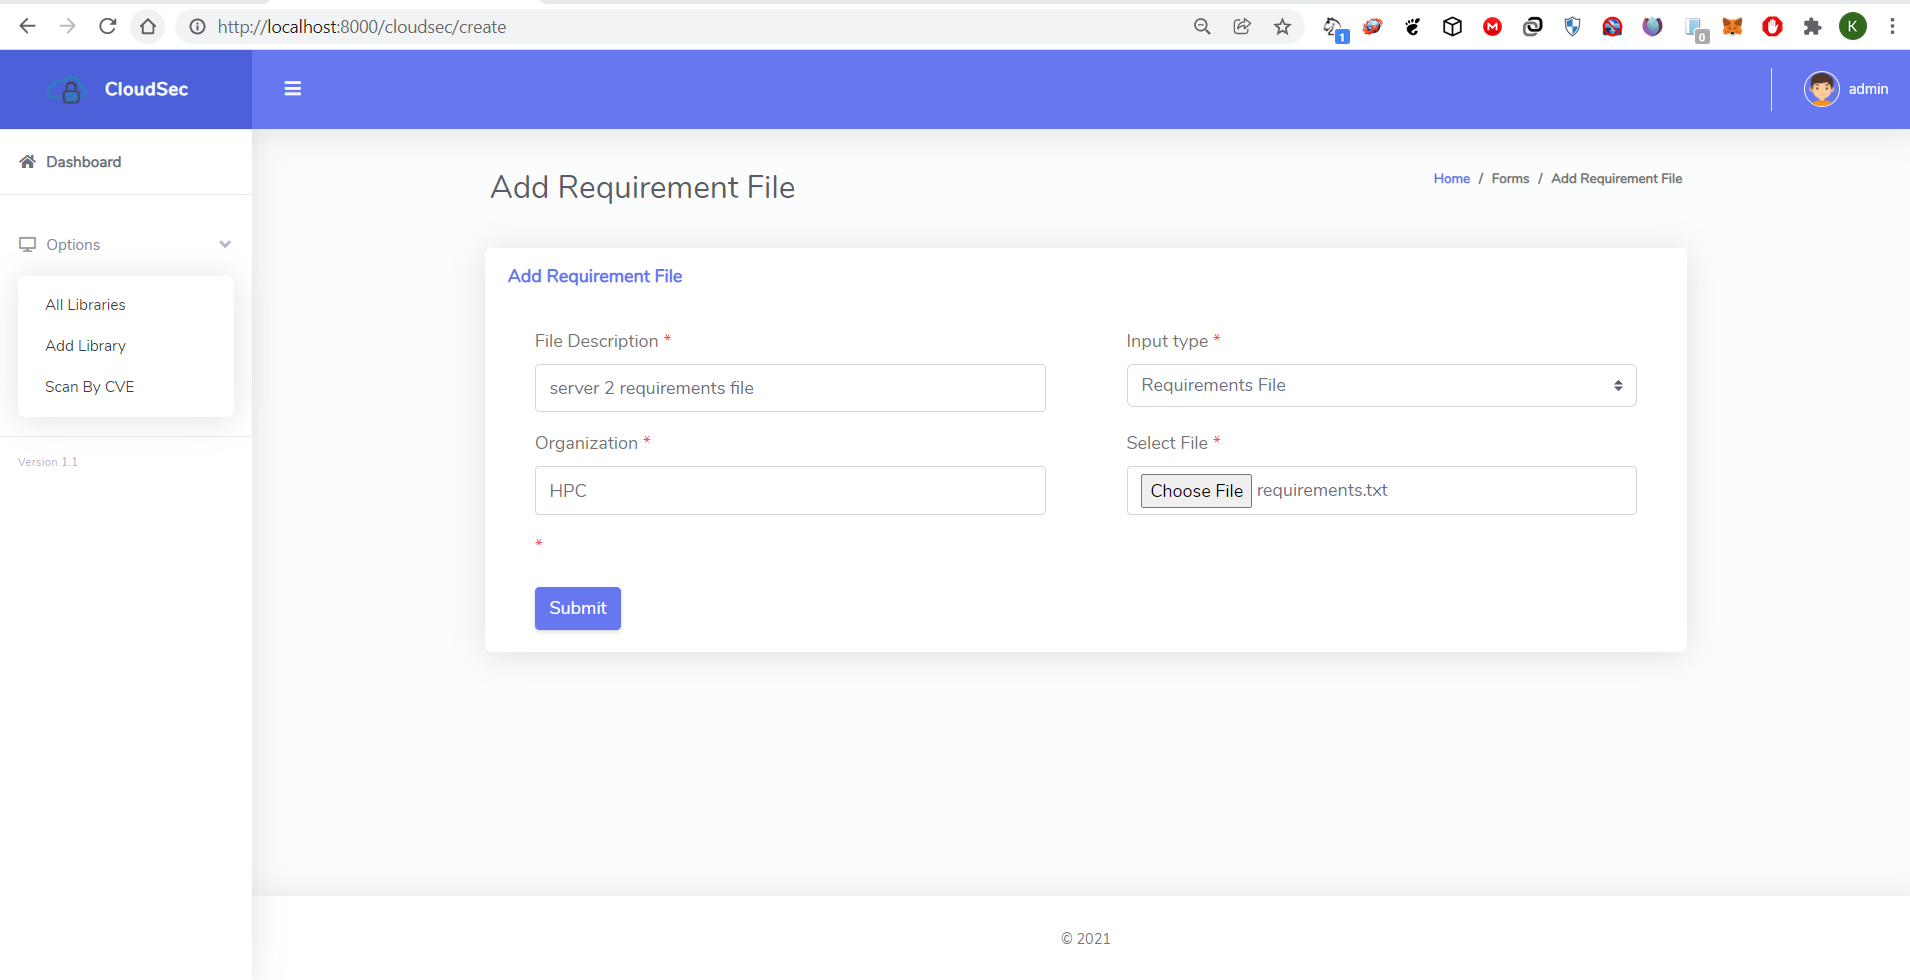 http://localhost:8000/cloudsec/create
1
M
0
K
CloudSec
admin
Dashboard
Options
All Libraries
Add Library
Scan By CVE
Version 1.1
Add Requirement File
Home / Forms / Add Requirement File
Add Requirement File
File Description *
server 2 requirements file
Input type *
Requirements File
Organization *
HPC
Select File *
Choose File requirements.txt
*
Submit
© 2021